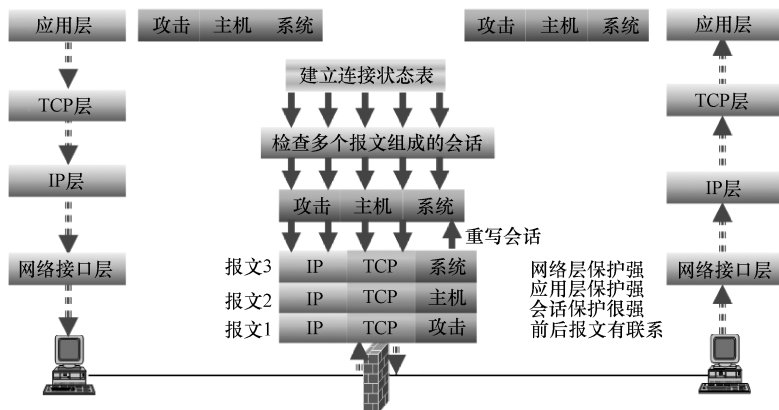 应用层
攻击 主机 系统
攻击 主机 系统
应用层
建立连接状态表
TCP层
TCP层
检查多个报文组成的会话
IP层
IP层
攻击 主机 系统
重写会话
网络接口层
报文3 IP TCP 系统
网络层保护强
网络接口层
报文2 IP TCP 主机
应用层保护强
会话保护很强
报文1 IP TCP 攻击
前后报文有联系